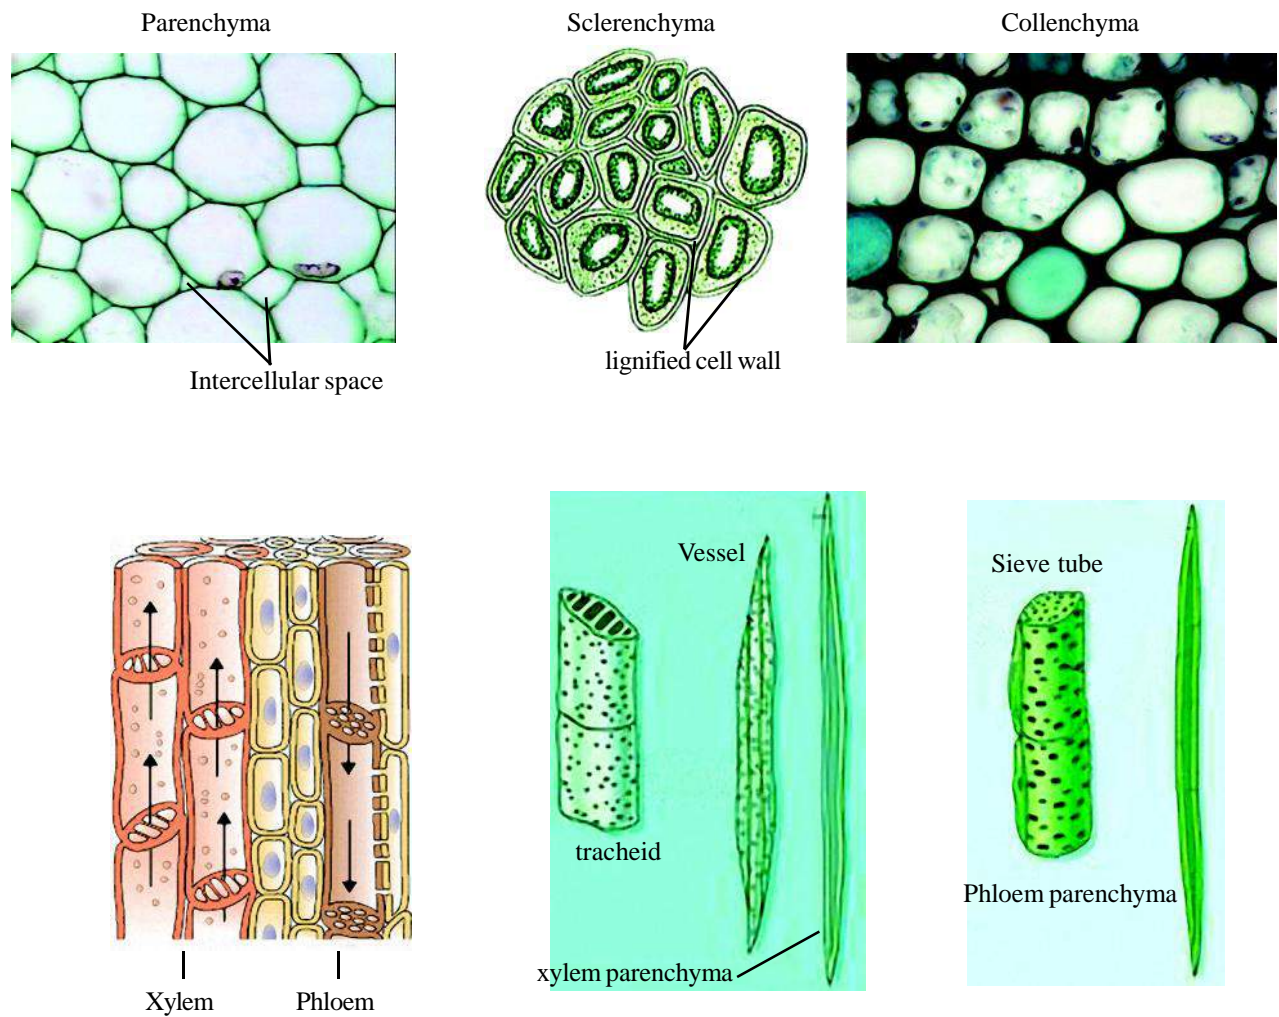 Parenchyma
Sclerenchyma
Collenchyma
Intercellular space
lignified cell wall
Vessel
Sieve tube
tracheid
Phloem parenchyma
xylem parenchyma
Xylem
Phloem